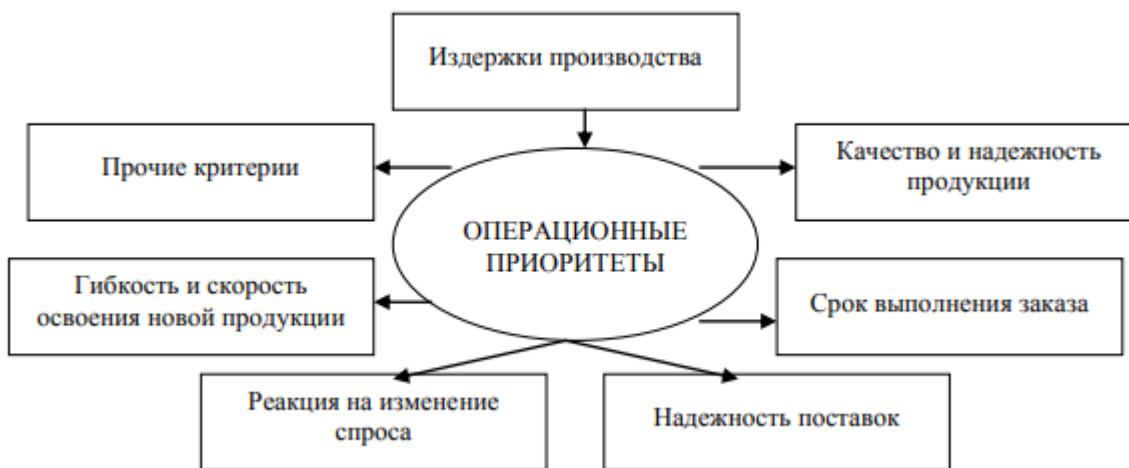 Издержки производства
Прочие критерии
Качество и надежность
продукции
ОПЕРАЦИОННЫЕ
ПРИОРИТЕТЫ
Гибкость и скорость
освоения новой продукции
Срок выполнения заказа
Реакция на изменение
спроса
Надежность поставок